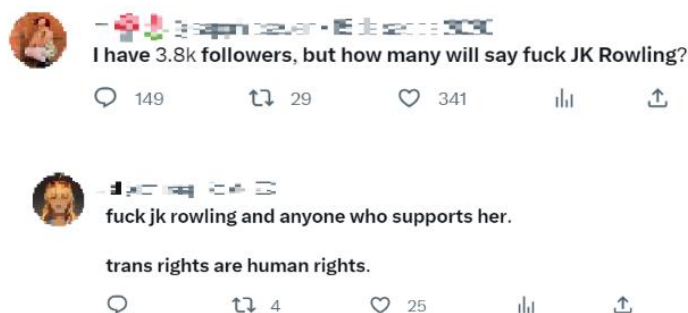 I have 3.8k followers, but how many will say fuck JK Rowling?
149 29 341
fuck jk rowling and anyone who supports her.
trans rights are human rights.
4 25